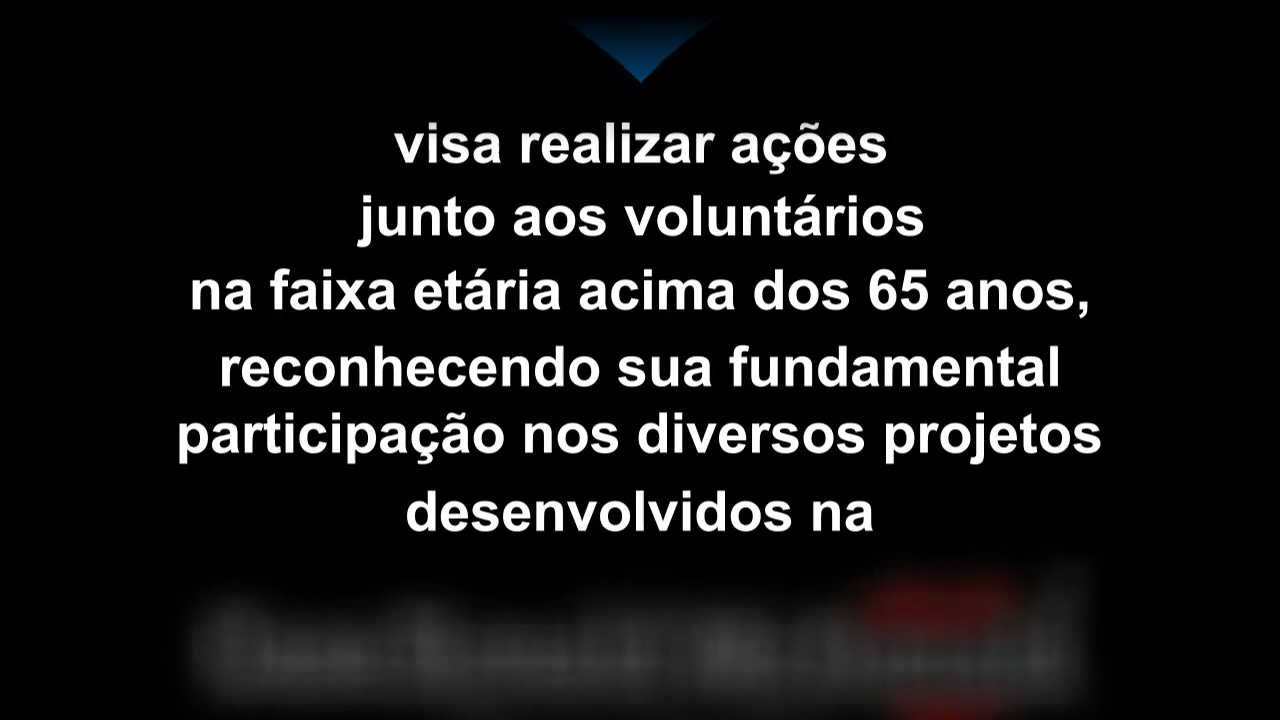 visa realizar ações
junto aos voluntários
na faixa etária acima dos 65 anos,
reconhecendo sua fundamental
participação nos diversos projetos
desenvolvidos na